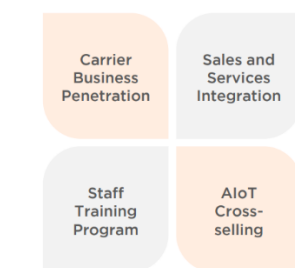 Carrier
Business
Penetration
Sales and
Services
Integration
Staff
Training
Program
AIoT
Cross-
selling